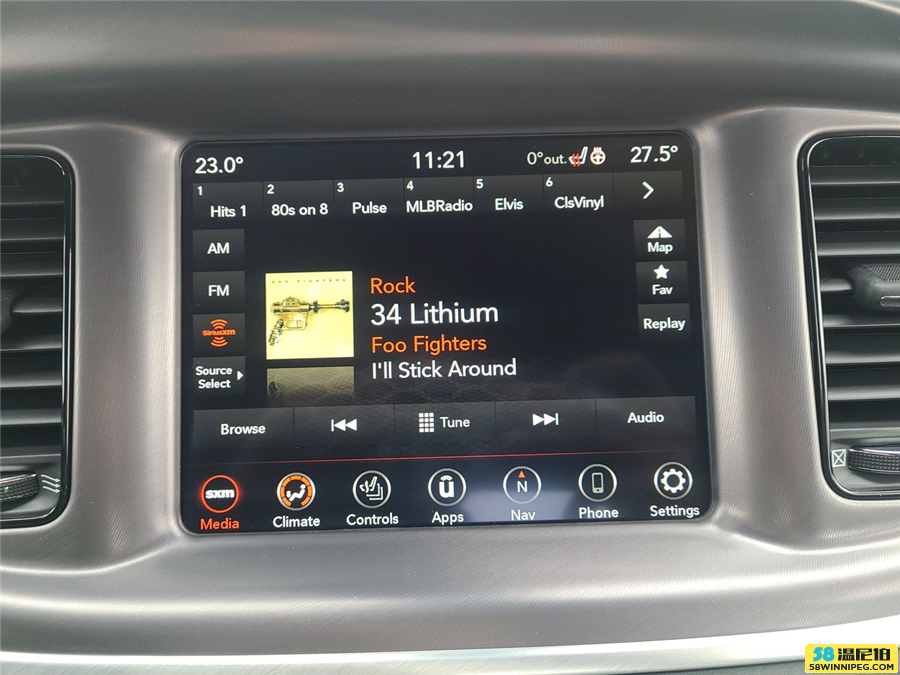 23.0° 11:21 0°out. 27.5°
1 2 3 4 5 6
Hits 1 80s on 8 Pulse MLBRadio Elvis ClsVinyl
AM
Map
FM
Fav
FOO FIGHTERS
Rock
34 Lithium
SiriusXM
Replay
Foo Fighters
I'll Stick Around
Source
Select
Browse Tune Audio
sxm ü N
Media Climate Controls Apps Nav Phone Settings
58温尼伯
58WINNIPEG.COM